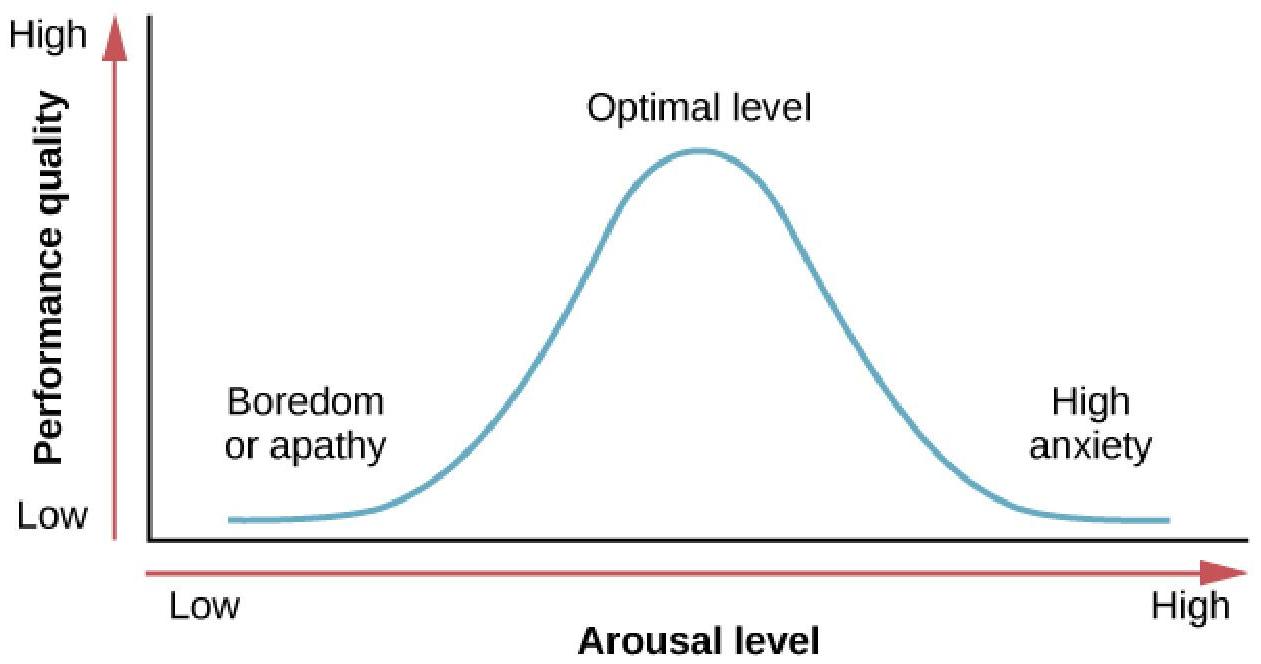 High
Performance quality
Low
Optimal level
Boredom
or apathy
High
anxiety
Low
High
Arousal level